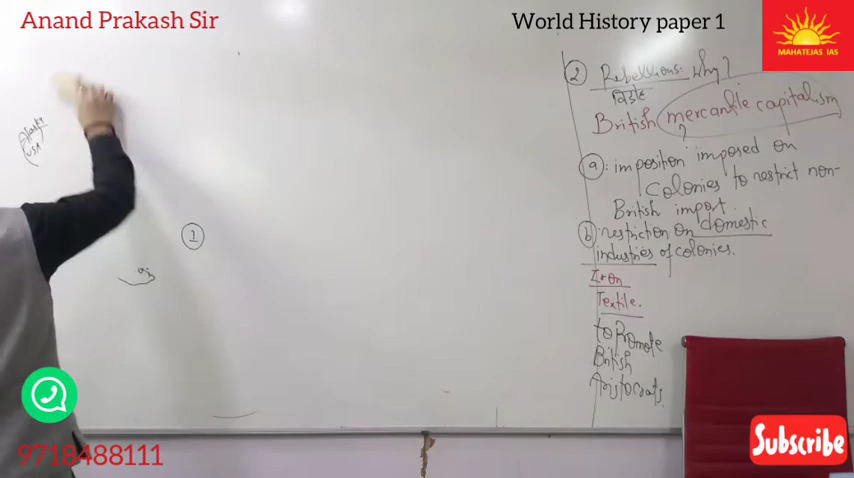 Anand Prakash Sir
World History paper 1
MAHATEJAS IAS
② Rebellions: why?
विद्रोह
British mercantile capitalism
?
ⓐ: imposition imposed on
colonies to restrict non-
British import.
ⓑ restriction on domestic
industries of colonies.
Iron
Textile.
to Promote
British
Aristocrats.
①
USA
9718488111
Subscribe